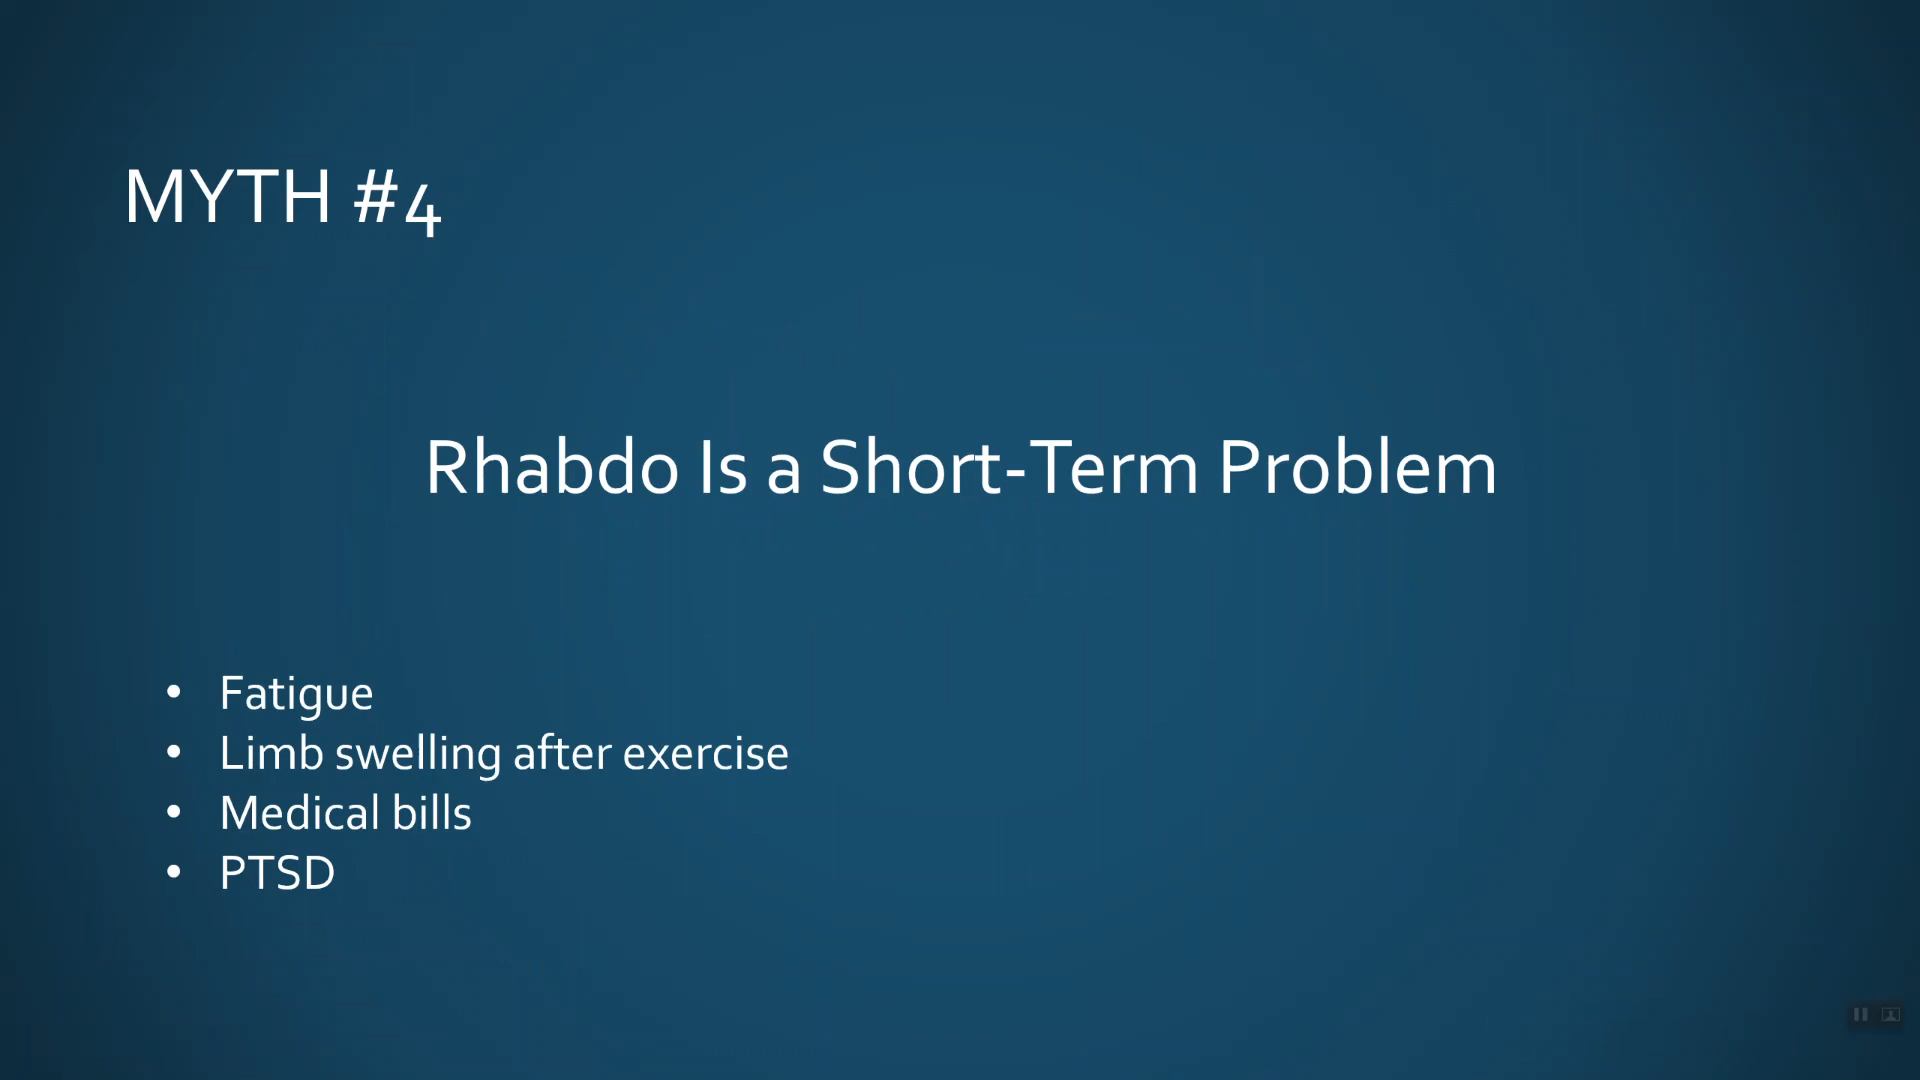 MYTH #4
Rhabdo Is a Short-Term Problem
• Fatigue
• Limb swelling after exercise
• Medical bills
• PTSD